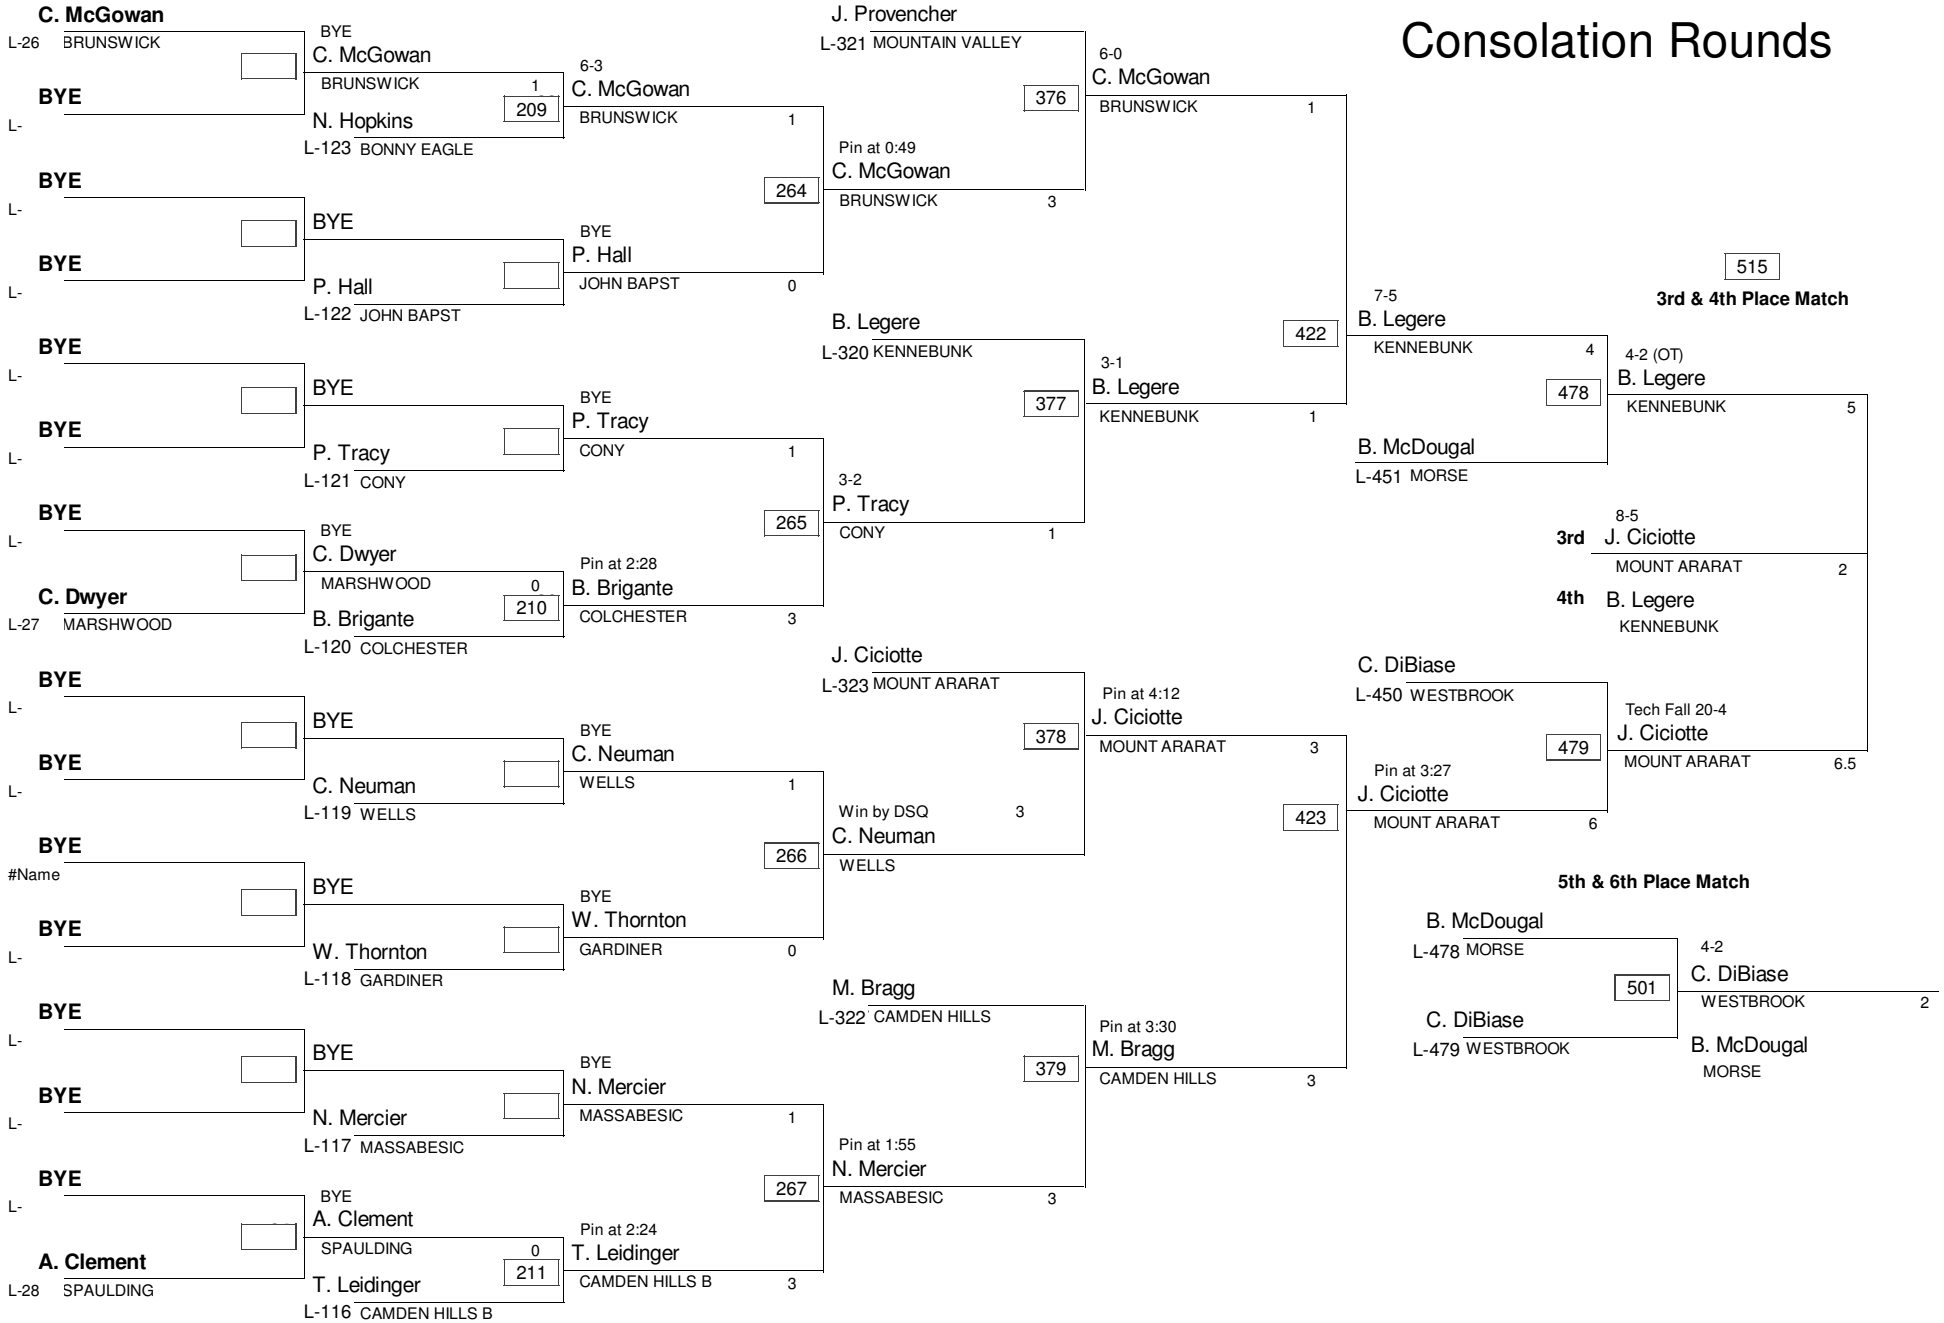 Consolation Rounds
C. McGowan
L-26 BRUNSWICK
BYE
L-
BYE
L-
BYE
L-
BYE
L-
BYE
L-
BYE
L-
C. Dwyer
L-27 MARSHWOOD
BYE
L-
BYE
L-
BYE
#Name
BYE
L-
BYE
L-
BYE
L-
BYE
L-
A. Clement
L-28 SPAULDING
BYE
C. McGowan
BRUNSWICK 1
209
N. Hopkins
L-123 BONNY EAGLE
BYE
P. Hall
L-122 JOHN BAPST
BYE
P. Tracy
L-121 CONY
BYE
C. Dwyer
MARSHWOOD 0
210
B. Brigante
L-120 COLCHESTER
BYE
C. Neuman
L-119 WELLS
BYE
W. Thornton
L-118 GARDINER
BYE
N. Mercier
L-117 MASSABESIC
BYE
A. Clement
SPAULDING 0
211
T. Leidinger
L-116 CAMDEN HILLS B
6-3
C. McGowan
BRUNSWICK 1
264
BYE
P. Hall
JOHN BAPST 0
BYE
P. Tracy
CONY 1
265
Pin at 2:28
B. Brigante
COLCHESTER 3
BYE
C. Neuman
WELLS 1
266
BYE
W. Thornton
GARDINER 0
BYE
N. Mercier
MASSABESIC 1
267
Pin at 2:24
T. Leidinger
CAMDEN HILLS B 3
J. Provencher
L-321 MOUNTAIN VALLEY
376
Pin at 0:49
C. McGowan
BRUNSWICK 3
B. Legere
L-320 KENNEBUNK
377
3-2
P. Tracy
CONY 1
J. Ciciotte
L-323 MOUNT ARARAT
378
Win by DSQ 3
C. Neuman
WELLS
M. Bragg
L-322 CAMDEN HILLS
379
Pin at 1:55
N. Mercier
MASSABESIC 3
6-0
C. McGowan
BRUNSWICK 1
422
3-1
B. Legere
KENNEBUNK 1
Pin at 4:12
J. Ciciotte
MOUNT ARARAT 3
423
Pin at 3:30
M. Bragg
CAMDEN HILLS 3
7-5
B. Legere
KENNEBUNK 4
478
B. McDougal
L-451 MORSE
C. DiBiase
L-450 WESTBROOK
479
Pin at 3:27
J. Ciciotte
MOUNT ARARAT 6
515
3rd & 4th Place Match
4-2 (OT)
B. Legere
KENNEBUNK 5
8-5
3rd J. Ciciotte
MOUNT ARARAT 2
4th B. Legere
KENNEBUNK
Tech Fall 20-4
J. Ciciotte
MOUNT ARARAT 6.5
5th & 6th Place Match
B. McDougal
L-478 MORSE
501
C. DiBiase
L-479 WESTBROOK
4-2
C. DiBiase
WESTBROOK 2
B. McDougal
MORSE